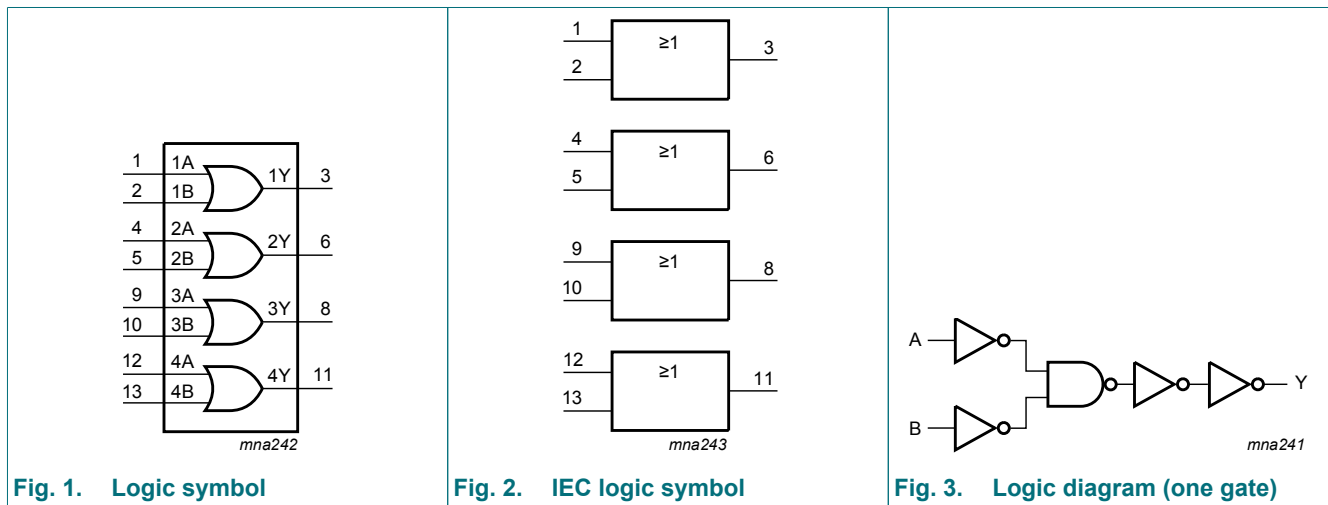 1 1A 1Y 3
2 1B
4 2A 2Y 6
5 2B
9 3A 3Y 8
10 3B
12 4A 4Y 11
13 4B
mna242
Fig. 1. Logic symbol
1 ≥1 3
2
4 ≥1 6
5
9 ≥1 8
10
12 ≥1 11
13
mna243
Fig. 2. IEC logic symbol
A
Y
B
mna241
Fig. 3. Logic diagram (one gate)